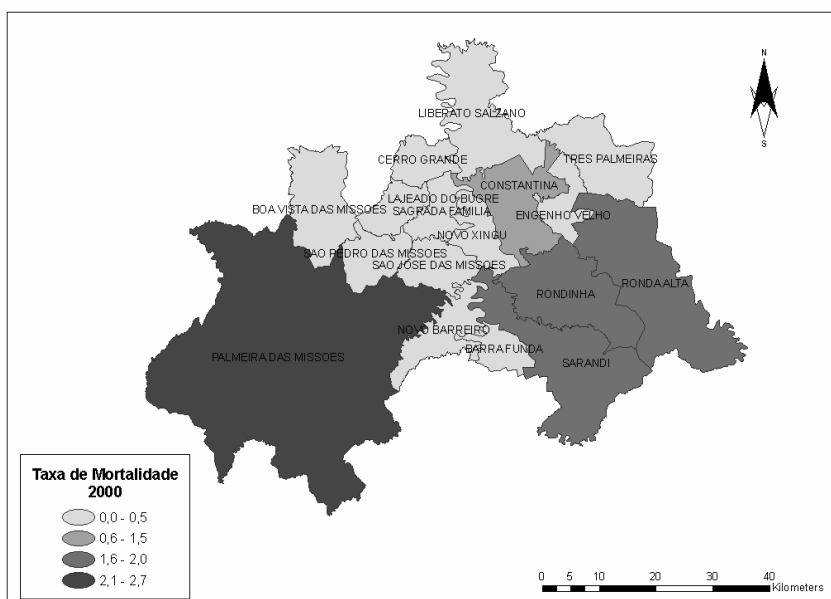 N
S
LIBERATO SALZANO
CERRO GRANDE
TRES PALMEIRAS
CONSTANTINA
LAJEADO DO BUGRE
BOA VISTA DAS MISSOES
SAGRADA FAMILIA
ENGENHO VELHO
NOVO XINGU
SAO PEDRO DAS MISSOES
SAO JOSE DAS MISSOES
RONDA ALTA
RONDINHA
NOVO BARREIRO
BARRA FUNDA
PALMEIRA DAS MISSOES
SARANDI
Taxa de Mortalidade
2000
0,0 - 0,5
0,6 - 1,5
1,6 - 2,0
2,1 - 2,7
0 5 10 20 30 40
Kilometers